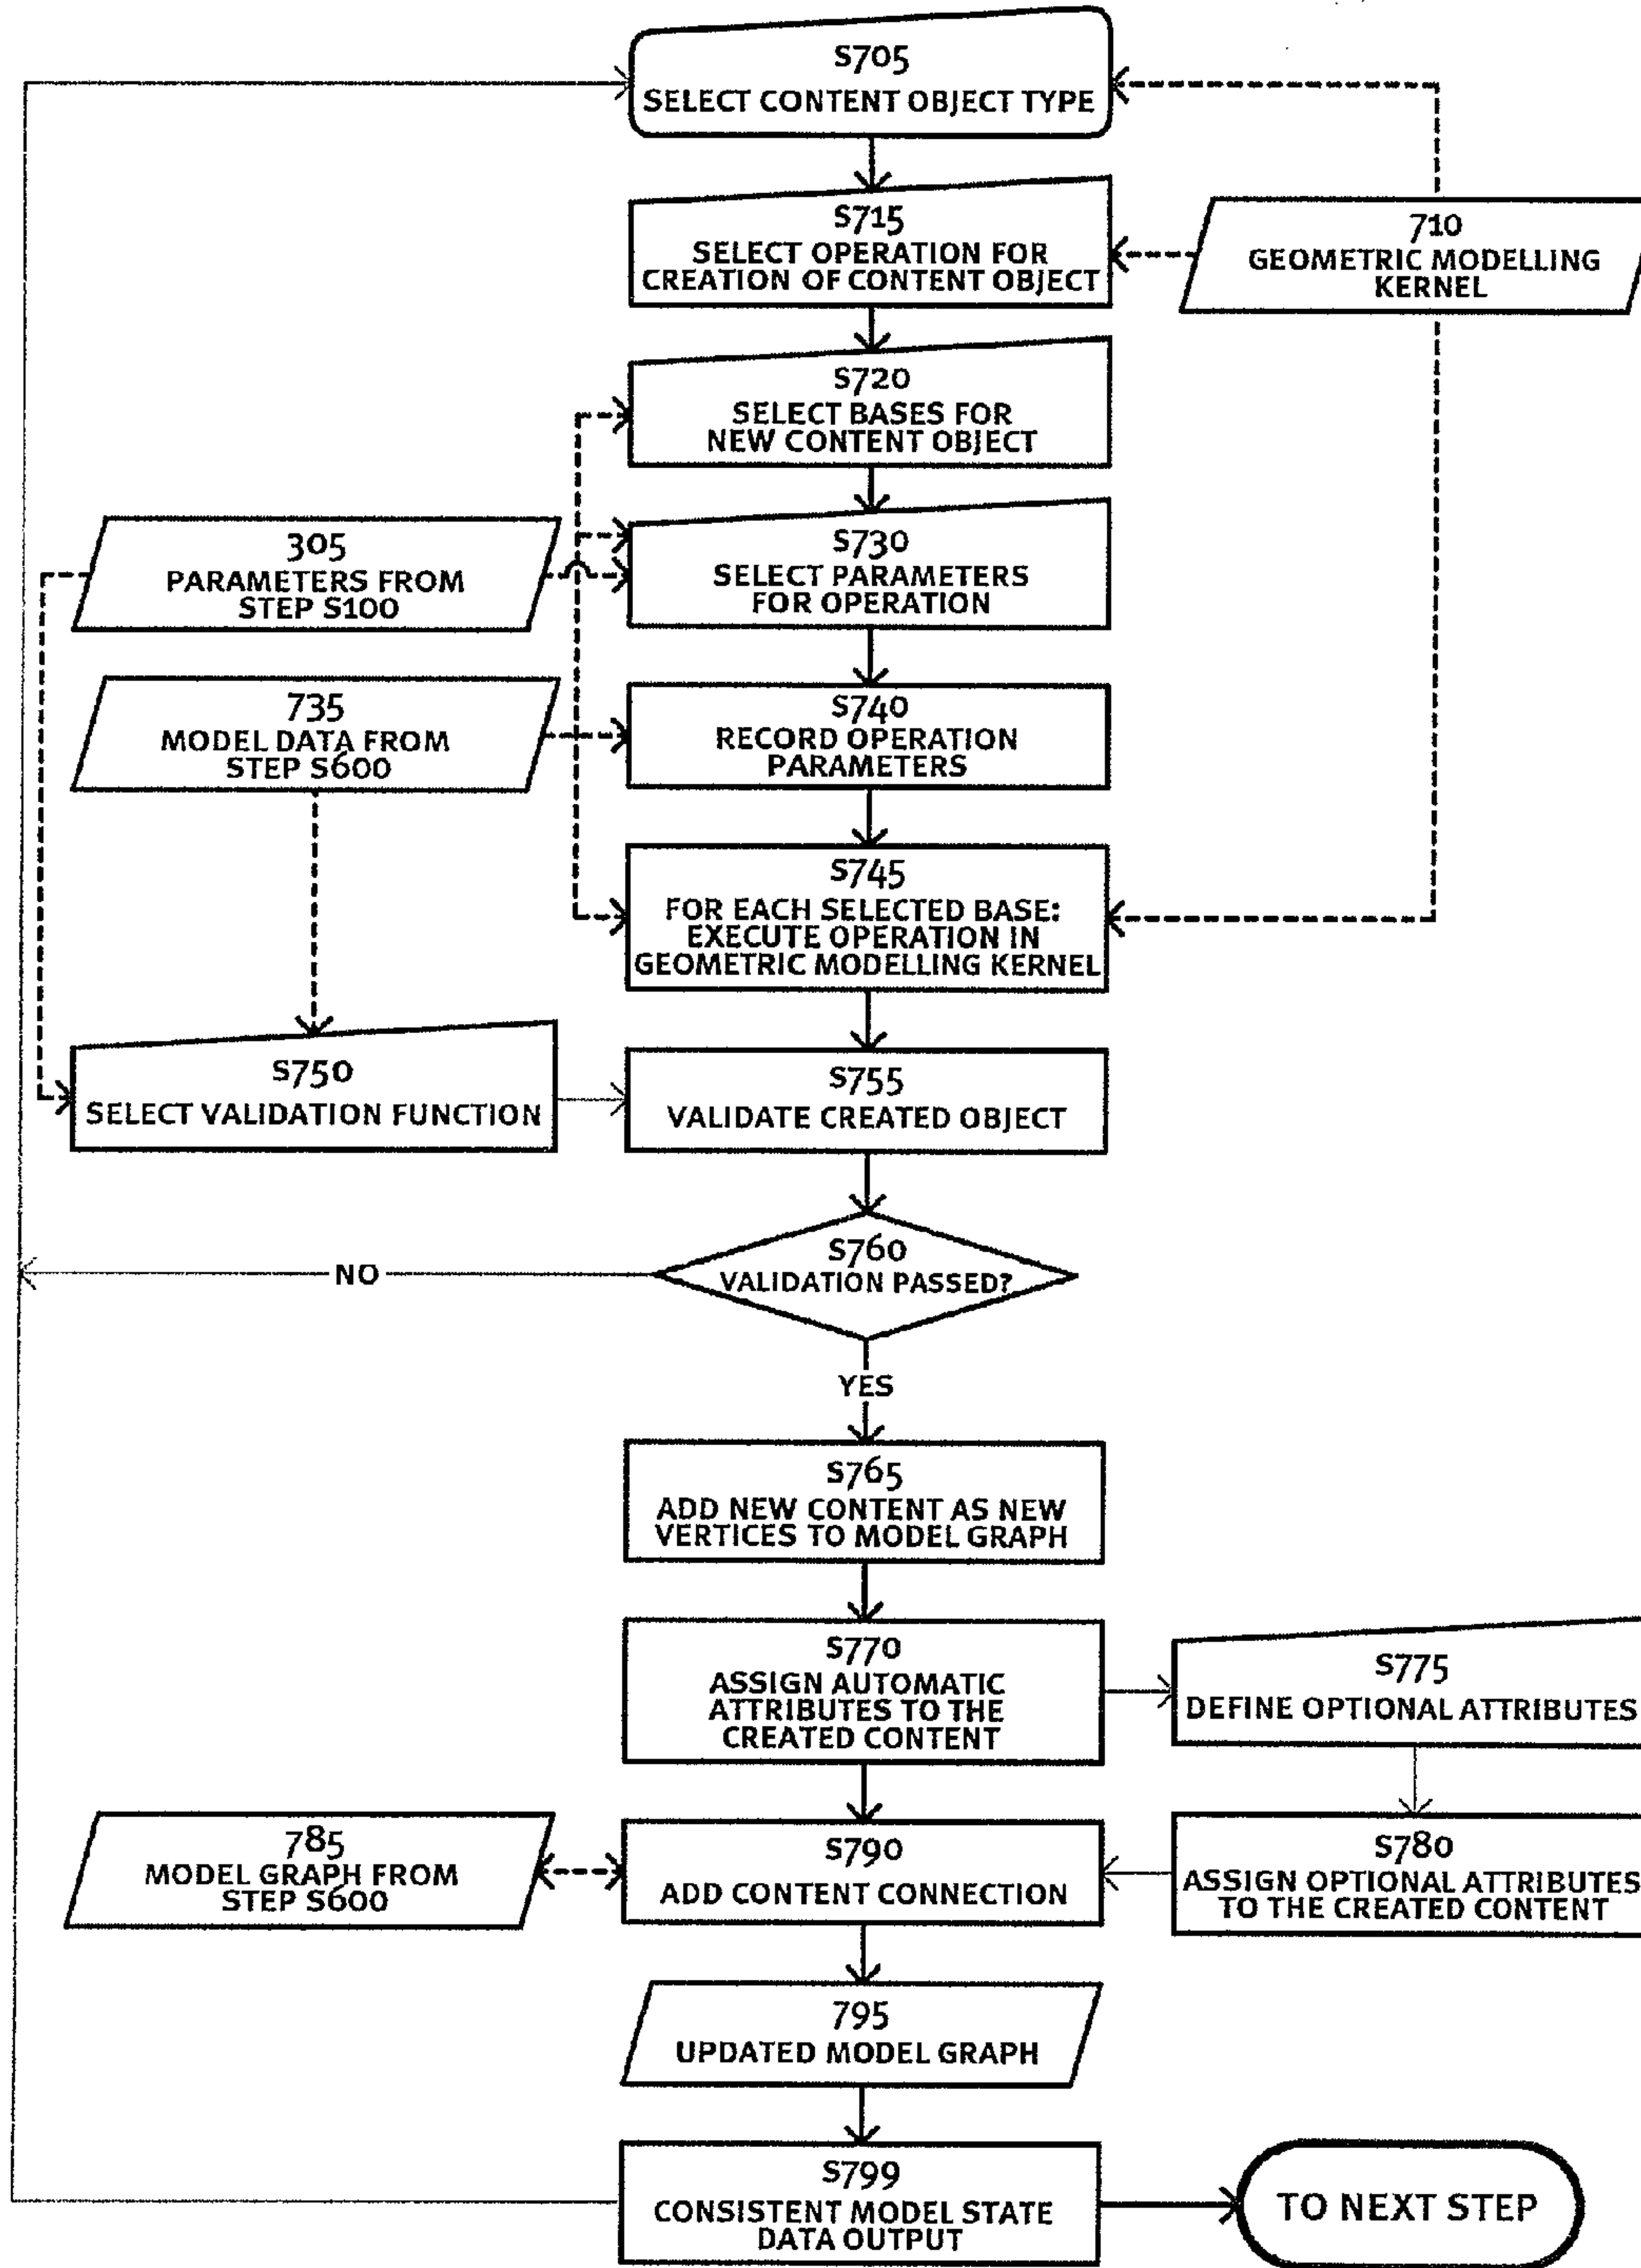 S705
SELECT CONTENT OBJECT TYPE
S715
SELECT OPERATION FOR
CREATION OF CONTENT OBJECT
710
GEOMETRIC MODELLING
KERNEL
S720
SELECT BASES FOR
NEW CONTENT OBJECT
305
PARAMETERS FROM
STEP S100
S730
SELECT PARAMETERS
FOR OPERATION
735
MODEL DATA FROM
STEP S600
S740
RECORD OPERATION
PARAMETERS
S745
FOR EACH SELECTED BASE:
EXECUTE OPERATION IN
GEOMETRIC MODELLING KERNEL
S750
SELECT VALIDATION FUNCTION
S755
VALIDATE CREATED OBJECT
S760
VALIDATION PASSED?
NO
YES
S765
ADD NEW CONTENT AS NEW
VERTICES TO MODEL GRAPH
S770
ASSIGN AUTOMATIC
ATTRIBUTES TO THE
CREATED CONTENT
S775
DEFINE OPTIONAL ATTRIBUTES
785
MODEL GRAPH FROM
STEP S600
S790
ADD CONTENT CONNECTION
S780
ASSIGN OPTIONAL ATTRIBUTES
TO THE CREATED CONTENT
795
UPDATED MODEL GRAPH
S799
CONSISTENT MODEL STATE
DATA OUTPUT
TO NEXT STEP